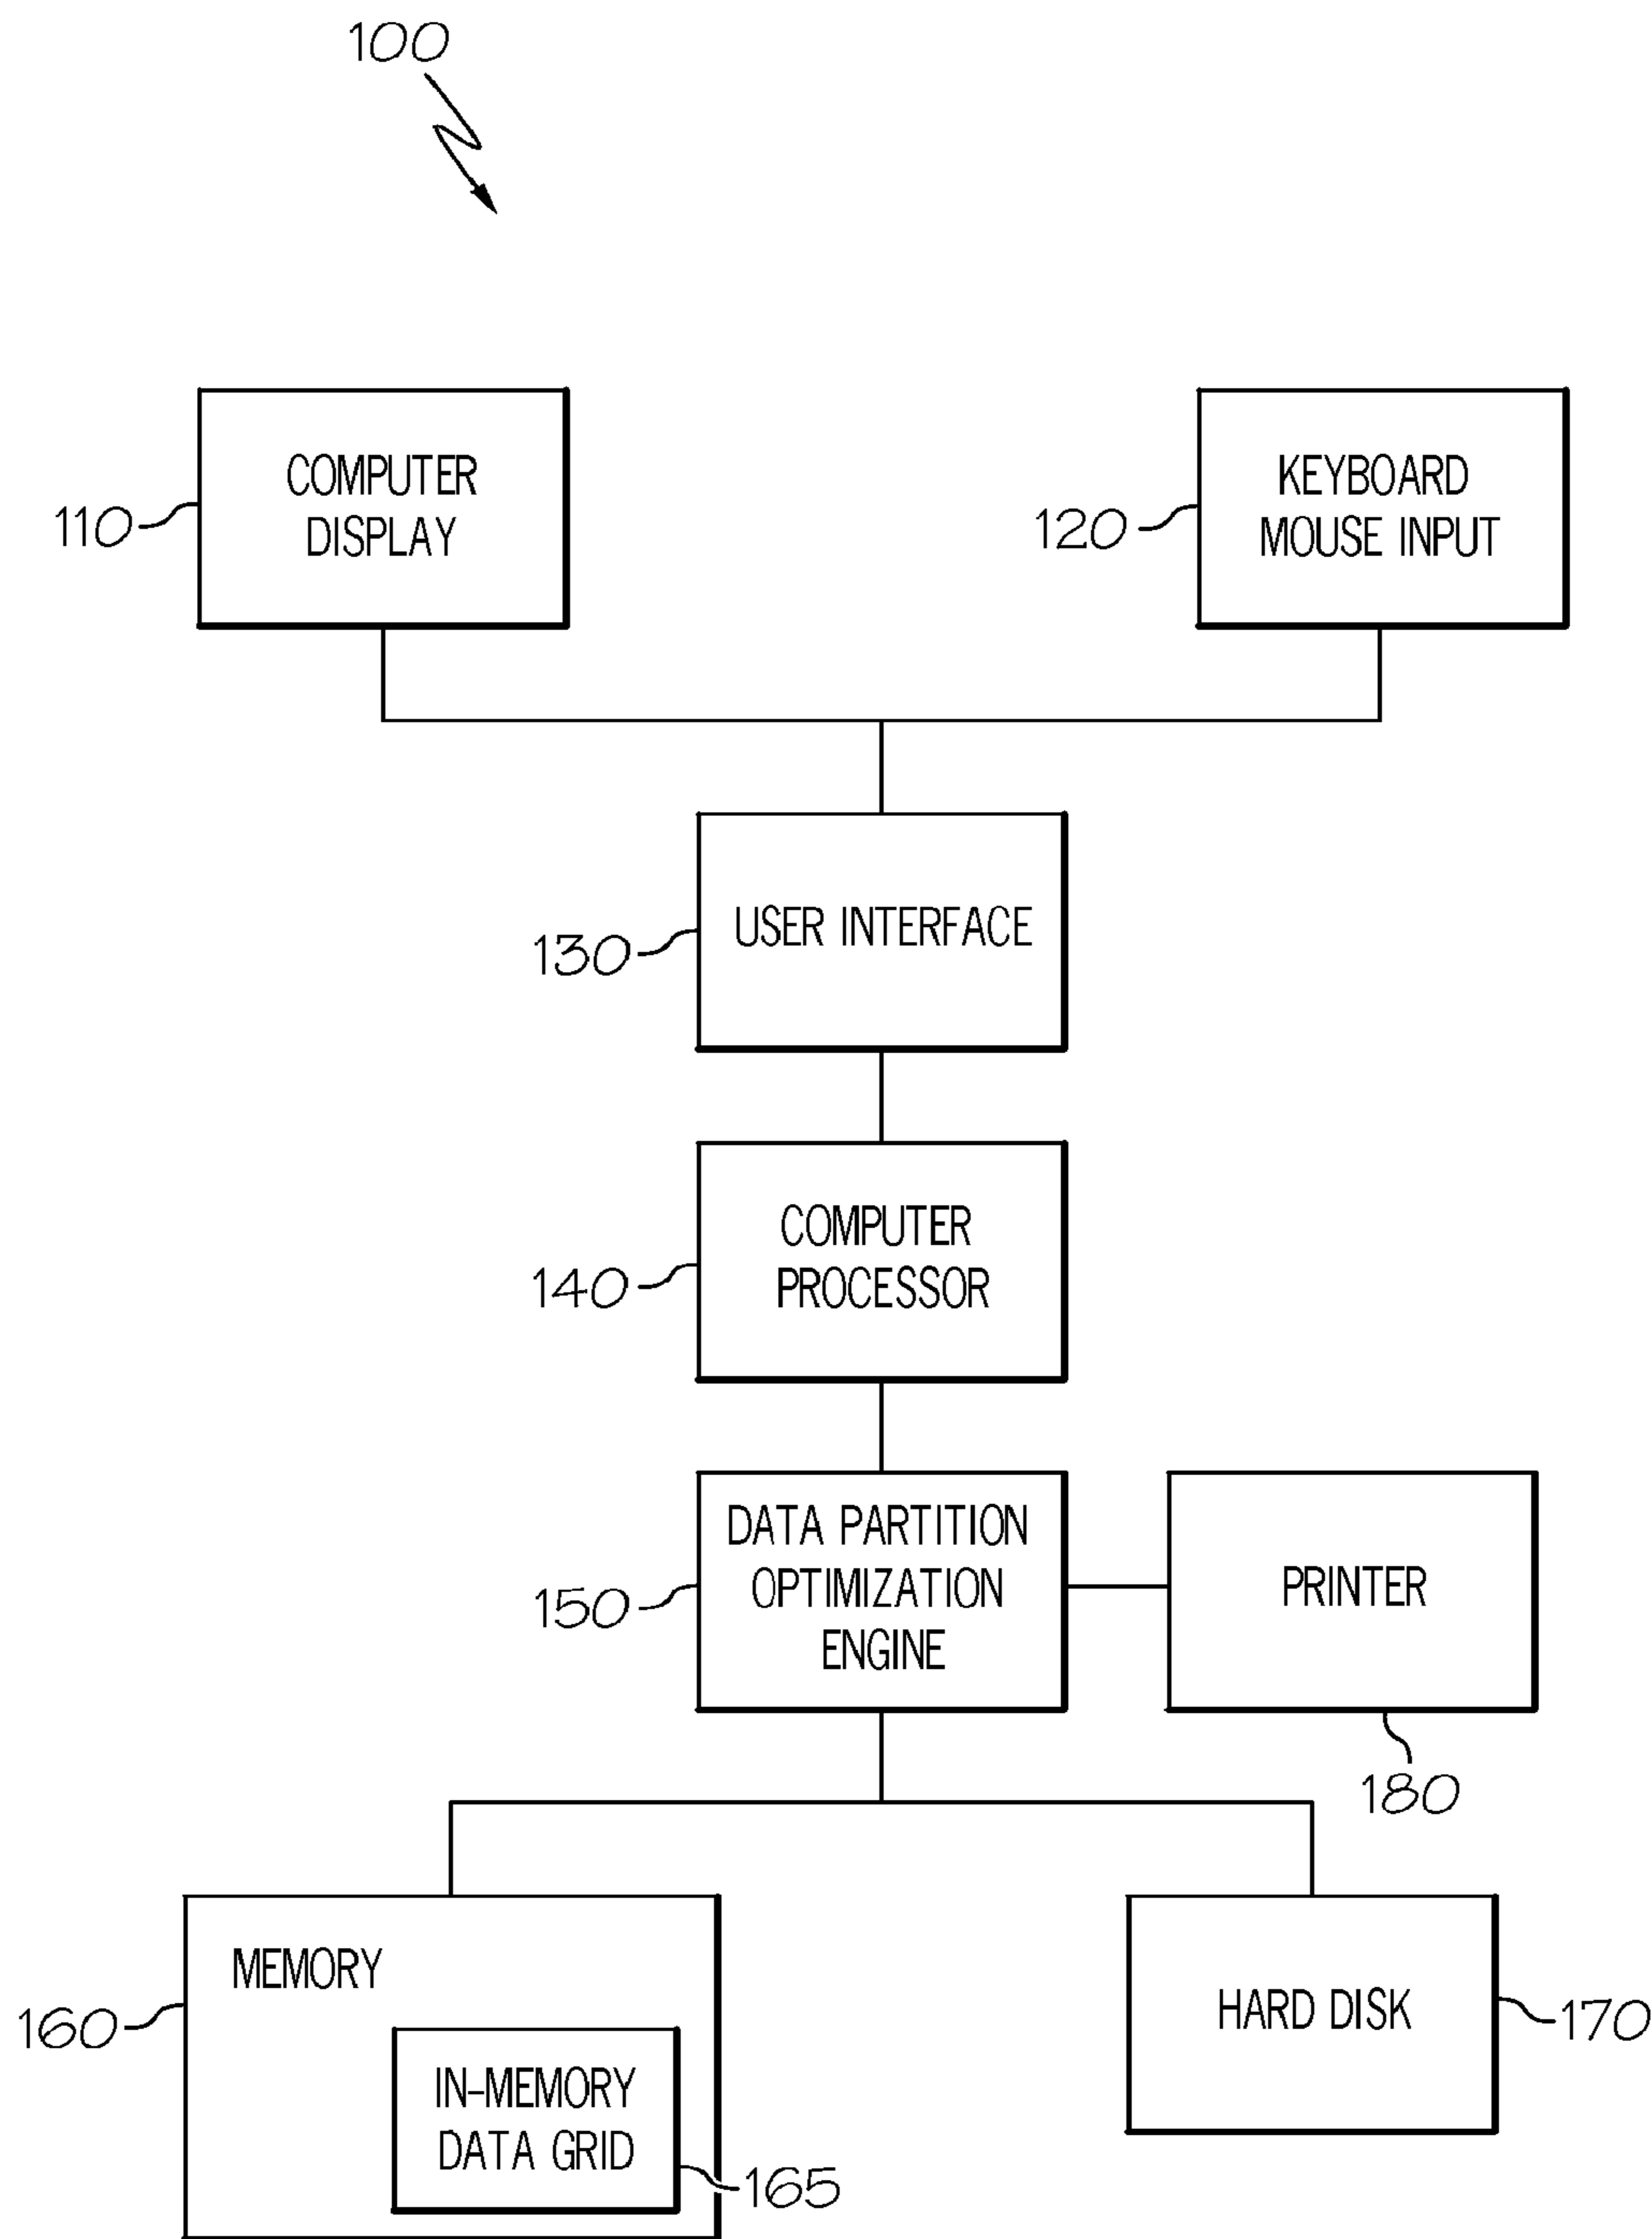 100
COMPUTER
DISPLAY
110
KEYBOARD
MOUSE INPUT
120
USER INTERFACE
130
COMPUTER
PROCESSOR
140
DATA PARTITION
OPTIMIZATION
ENGINE
150
PRINTER
180
MEMORY
160
IN-MEMORY
DATA GRID
165
HARD DISK
170